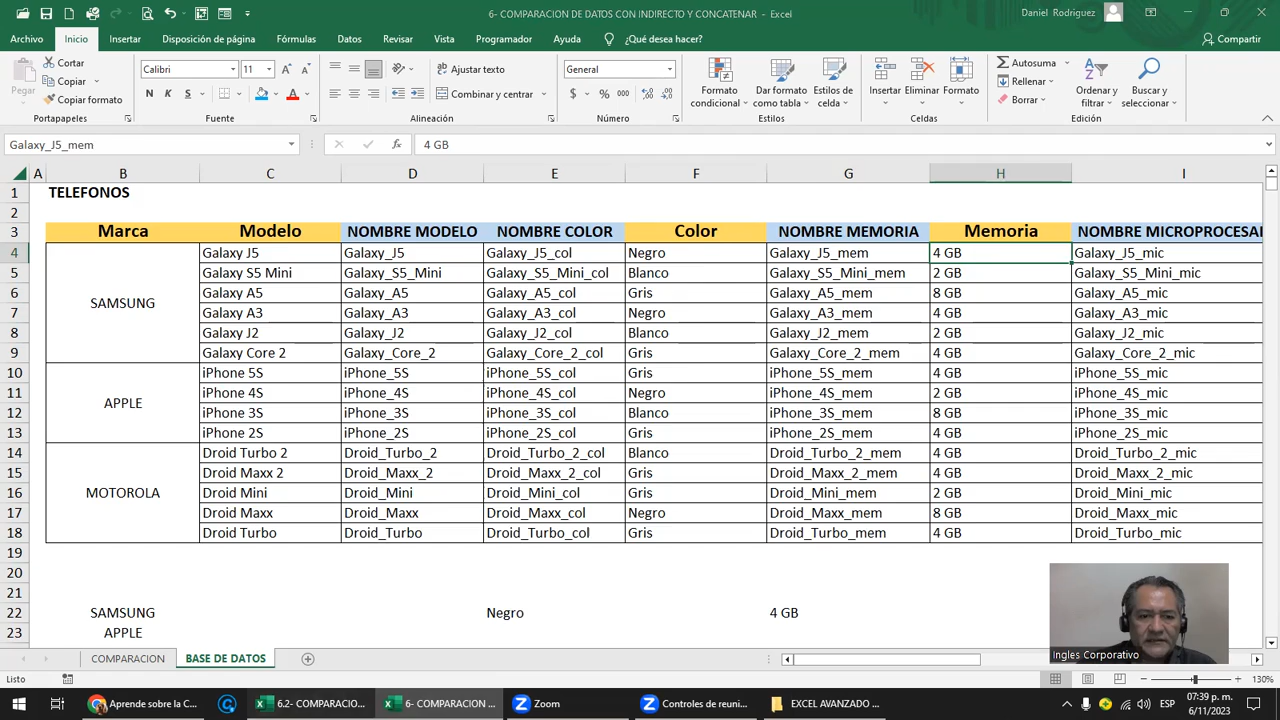 6- COMPARACION DE DATOS CON INDIRECTO Y CONCATENAR - Excel
Daniel Rodriguez
Archivo Inicio Insertar Disposición de página Fórmulas Datos Revisar Vista Programador Ayuda ¿Qué desea hacer? Compartir
Pegar
Cortar
Copiar
Copiar formato
Portapapeles
Calibri 11
N K S
Fuente
Ajustar texto
Combinar y centrar
Alineación
General
$ % 000
Número
Formato condicional
Dar formato como tabla
Estilos de celda
Estilos
Insertar Eliminar Formato
Celdas
Autosuma
Rellenar
Borrar
Ordenar y filtrar
Buscar y seleccionar
Edición
Galaxy_J5_mem fx 4 GB
A B C D E F G H I
1 TELEFONOS
2
3 Marca Modelo NOMBRE MODELO NOMBRE COLOR Color NOMBRE MEMORIA Memoria NOMBRE MICROPROCESA
4 Galaxy J5 Galaxy_J5 Galaxy_J5_col Negro Galaxy_J5_mem 4 GB Galaxy_J5_mic
5 Galaxy S5 Mini Galaxy_S5_Mini Galaxy_S5_Mini_col Blanco Galaxy_S5_Mini_mem 2 GB Galaxy_S5_Mini_mic
6 Galaxy A5 Galaxy_A5 Galaxy_A5_col Gris Galaxy_A5_mem 8 GB Galaxy_A5_mic
SAMSUNG
7 Galaxy A3 Galaxy_A3 Galaxy_A3_col Negro Galaxy_A3_mem 4 GB Galaxy_A3_mic
8 Galaxy J2 Galaxy_J2 Galaxy_J2_col Blanco Galaxy_J2_mem 2 GB Galaxy_J2_mic
9 Galaxy Core 2 Galaxy_Core_2 Galaxy_Core_2_col Gris Galaxy_Core_2_mem 4 GB Galaxy_Core_2_mic
10 iPhone 5S iPhone_5S iPhone_5S_col Gris iPhone_5S_mem 4 GB iPhone_5S_mic
11 iPhone 4S iPhone_4S iPhone_4S_col Negro iPhone_4S_mem 2 GB iPhone_4S_mic
APPLE
12 iPhone 3S iPhone_3S iPhone_3S_col Blanco iPhone_3S_mem 8 GB iPhone_3S_mic
13 iPhone 2S iPhone_2S iPhone_2S_col Gris iPhone_2S_mem 4 GB iPhone_2S_mic
14 Droid Turbo 2 Droid_Turbo_2 Droid_Turbo_2_col Blanco Droid_Turbo_2_mem 4 GB Droid_Turbo_2_mic
15 Droid Maxx 2 Droid_Maxx_2 Droid_Maxx_2_col Gris Droid_Maxx_2_mem 4 GB Droid_Maxx_2_mic
16 MOTOROLA Droid Mini Droid_Mini Droid_Mini_col Gris Droid_Mini_mem 2 GB Droid_Mini_mic
17 Droid Maxx Droid_Maxx Droid_Maxx_col Negro Droid_Maxx_mem 8 GB Droid_Maxx_mic
18 Droid Turbo Droid_Turbo Droid_Turbo_col Gris Droid_Turbo_mem 4 GB Droid_Turbo_mic
19
20
21
22 SAMSUNG Negro 4 GB
23 APPLE
Ingles Corporativo
COMPARACION BASE DE DATOS
Listo 130%
Aprende sobre la C... 6.2- COMPARACIO... 6- COMPARACION ... Zoom Controles de reuni... EXCEL AVANZADO ... ESP
07:39 p. m.
6/11/2023